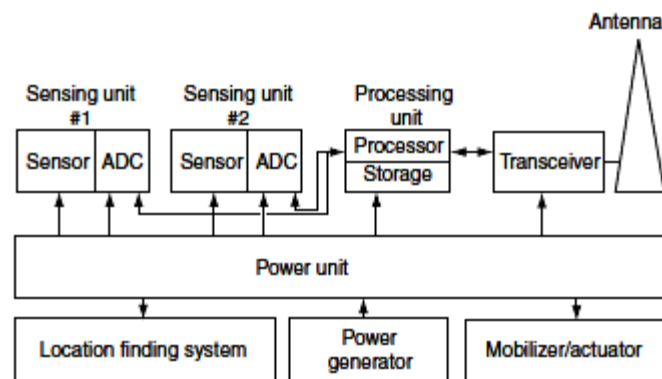 Antenna
Sensing unit
#1
Sensing unit
#2
Processing
unit
Sensor
ADC
Sensor
ADC
Processor
Storage
Transceiver
Power unit
Location finding system
Power
generator
Mobilizer/actuator